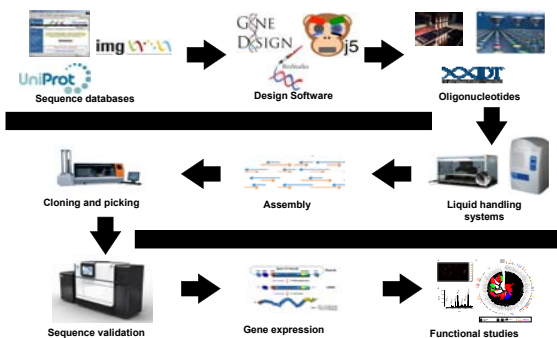 img
UniProt
Sequence databases
GENE
DESIGN
j5
BioStudio
Design Software
IDT
Oligonucleotides
Cloning and picking
Assembly
Liquid handling
systems
Sequence validation
Gene expression
Functional studies